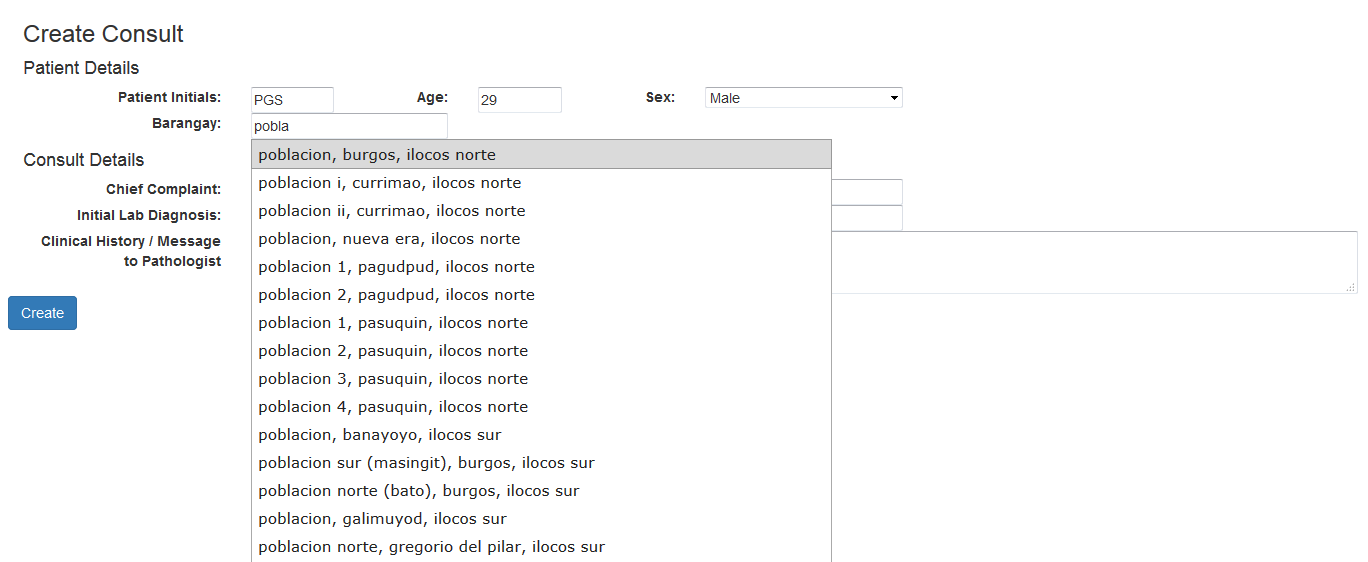 Create Consult
Patient Details
Patient Initials: PGS Age: 29 Sex: Male
Barangay: pobla
poblacion, burgos, ilocos norte
Consult Details
poblacion i, currimao, ilocos norte
Chief Complaint:
poblacion ii, currimao, ilocos norte
Initial Lab Diagnosis:
poblacion, nueva era, ilocos norte
Clinical History / Message
to Pathologist
poblacion 1, pagudpud, ilocos norte
poblacion 2, pagudpud, ilocos norte
Create
poblacion 1, pasuquin, ilocos norte
poblacion 2, pasuquin, ilocos norte
poblacion 3, pasuquin, ilocos norte
poblacion 4, pasuquin, ilocos norte
poblacion, banayoyo, ilocos sur
poblacion sur (masingit), burgos, ilocos sur
poblacion norte (bato), burgos, ilocos sur
poblacion, galimuyod, ilocos sur
poblacion norte, gregorio del pilar, ilocos sur